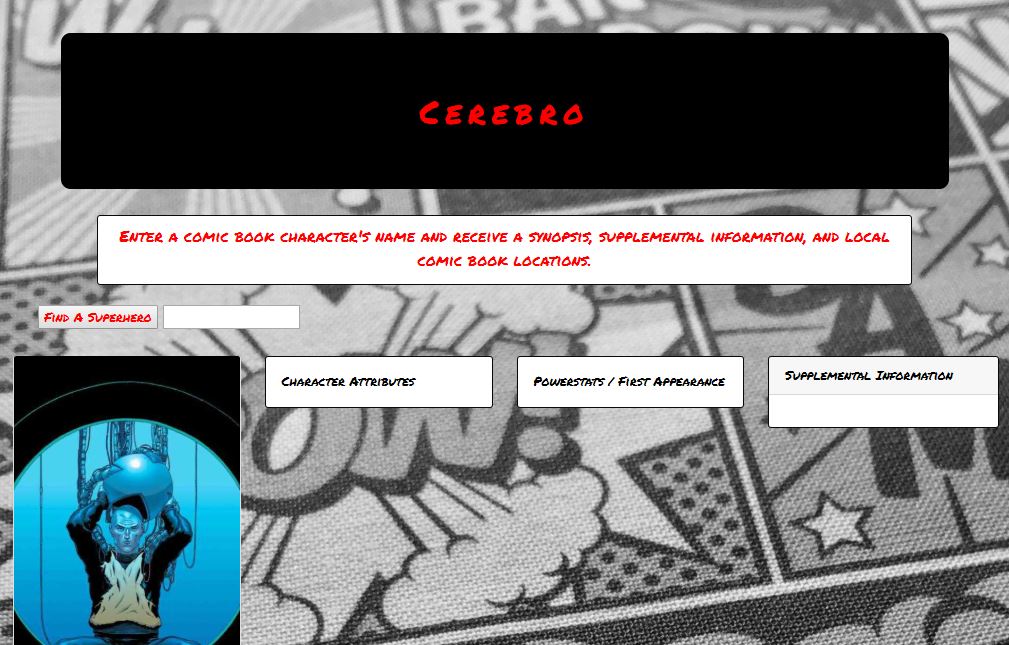 Cerebro
Enter a comic book character's name and receive a synopsis, supplemental information, and local
comic book locations.
Find A Superhero
Character Attributes
Powerstats / First Appearance
Supplemental Information